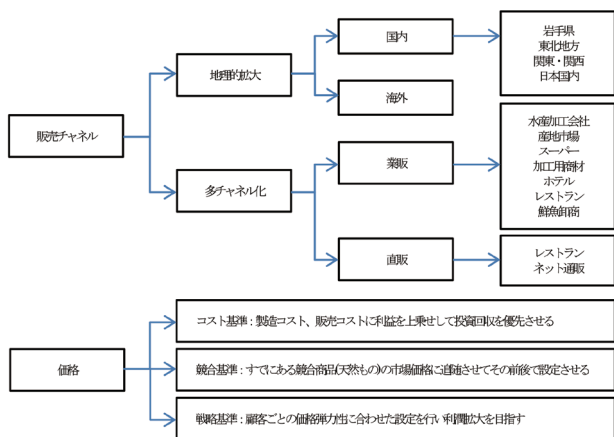 販売チャネル
地理的拡大
国内
岩手県
東北地方
関東・関西
日本国内
海外
多チャネル化
業販
水産加工会社
産地市場
スーパー
加工用商材
ホテル
レストラン
鮮魚卸商
直販
レストラン
ネット通販
価格
コスト基準：製造コスト、販売コストに利益を上乗せして投資回収を優先させる
競合基準：すでにある競合商品(天然もの)の市場価格に追随させてその前後で設定させる
戦略基準：顧客ごとの価格弾力性に合わせた設定を行い利潤拡大を目指す